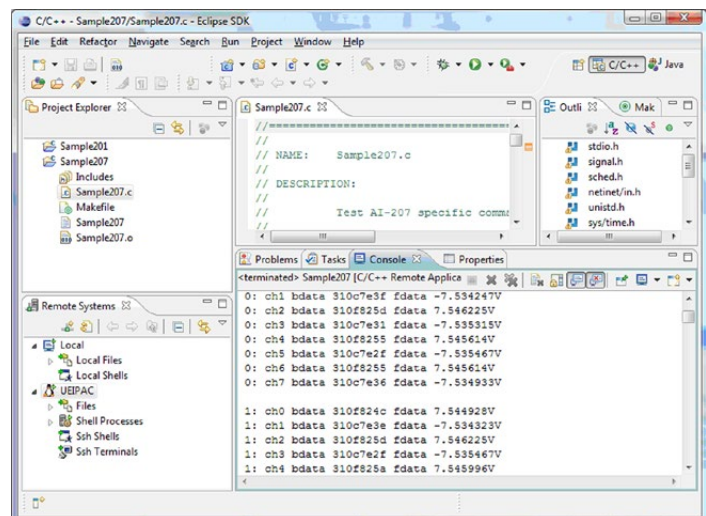 C/C++ - Sample207/Sample207.c - Eclipse SDK
File Edit Refactor Navigate Search Run Project Window Help
C/C++ Java
Project Explorer
Sample201
Sample207
Includes
Sample207.c
Makefile
Sample207
Sample207.o
Sample207.c
//
// NAME: Sample207.c
//
// DESCRIPTION:
//
// Test AI-207 specific comma
//
Outli Mak
stdio.h
signal.h
sched.h
netinet/in.h
unistd.h
sys/time.h
Remote Systems
Local
Local Files
Local Shells
UEIPAC
Files
Shell Processes
Ssh Shells
Ssh Terminals
Problems Tasks Console Properties
<terminated> Sample207 [C/C++ Remote Applica
0: ch1 bdata 310c7e3f fdata -7.534247V
0: ch2 bdata 310f825d fdata 7.546225V
0: ch3 bdata 310c7e31 fdata -7.535315V
0: ch4 bdata 310f8255 fdata 7.545614V
0: ch5 bdata 310c7e2f fdata -7.535467V
0: ch6 bdata 310f8255 fdata 7.545614V
0: ch7 bdata 310c7e36 fdata -7.534933V
1: ch0 bdata 310f824c fdata 7.544928V
1: ch1 bdata 310c7e3e fdata -7.534323V
1: ch2 bdata 310f825d fdata 7.546225V
1: ch3 bdata 310c7e2f fdata -7.535467V
1: ch4 bdata 310f825a fdata 7.545996V